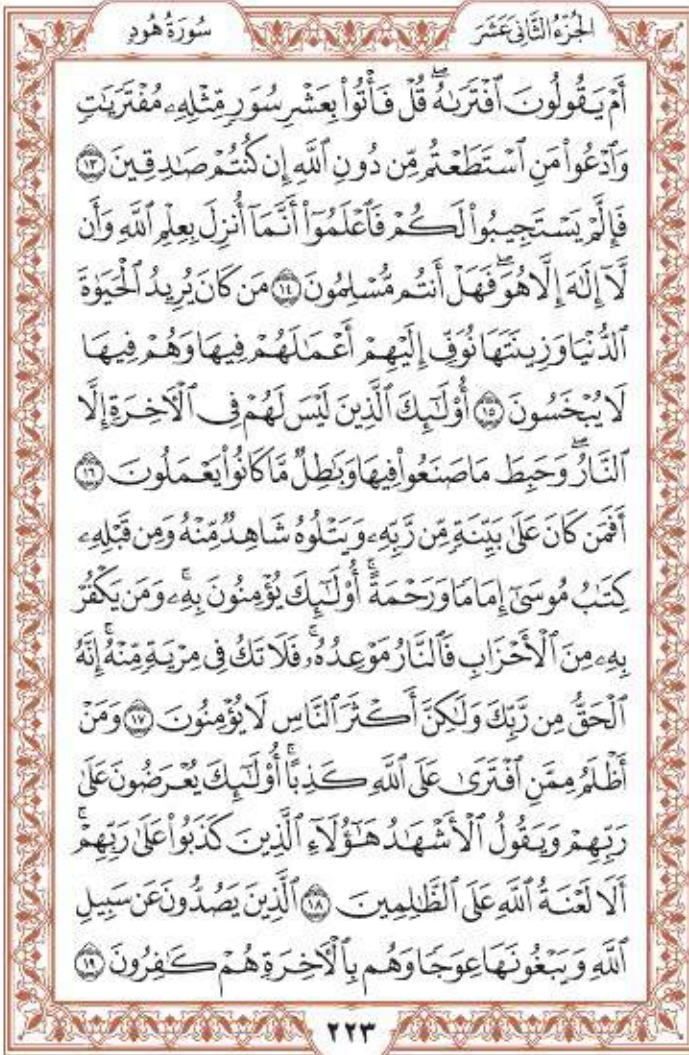 الجُزْءُ الثَّانِي عَشَرَ
سُورَةُ هُودٍ
أَمْ يَقُولُونَ ٱفْتَرَىٰهُ ۖ قُلْ فَأْتُوا۟ بِعَشْرِ سُوَرٍ مِّثْلِهِۦ مُفْتَرَيَٰتٍ
وَٱدْعُوا۟ مَنِ ٱسْتَطَعْتُم مِّن دُونِ ٱللَّهِ إِن كُنتُمْ صَٰدِقِينَ ١٣
فَإِلَّمْ يَسْتَجِيبُوا۟ لَكُمْ فَٱعْلَمُوٓا۟ أَنَّمَآ أُنزِلَ بِعِلْمِ ٱللَّهِ وَأَن
لَّآ إِلَٰهَ إِلَّا هُوَ ۖ فَهَلْ أَنتُم مُّسْلِمُونَ ١٤ مَن كَانَ يُرِيدُ ٱلْحَيَوٰةَ
ٱلدُّنْيَا وَزِينَتَهَا نُوَفِّ إِلَيْهِمْ أَعْمَٰلَهُمْ فِيهَا وَهُمْ فِيهَا
لَا يُبْخَسُونَ ١٥ أُو۟لَٰٓئِكَ ٱلَّذِينَ لَيْسَ لَهُمْ فِى ٱلْءَاخِرَةِ إِلَّا
ٱلنَّارُ ۖ وَحَبِطَ مَا صَنَعُوا۟ فِيهَا وَبَٰطِلٌ مَّا كَانُوا۟ يَعْمَلُونَ ١٦
أَفَمَن كَانَ عَلَىٰ بَيِّنَةٍ مِّن رَّبِّهِۦ وَيَتْلُوهُ شَاهِدٌ مِّنْهُ وَمِن قَبْلِهِۦ
كِتَٰبُ مُوسَىٰٓ إِمَامًا وَرَحْمَةً ۚ أُو۟لَٰٓئِكَ يُؤْمِنُونَ بِهِۦ ۚ وَمَن يَكْفُرْ
بِهِۦ مِنَ ٱلْأَحْزَابِ فَٱلنَّارُ مَوْعِدُهُۥ ۚ فَلَا تَكُ فِى مِرْيَةٍ مِّنْهُ ۚ إِنَّهُ
ٱلْحَقُّ مِن رَّبِّكَ وَلَٰكِنَّ أَكْثَرَ ٱلنَّاسِ لَا يُؤْمِنُونَ ١٧ وَمَنْ
أَظْلَمُ مِمَّنِ ٱفْتَرَىٰ عَلَى ٱللَّهِ كَذِبًا ۚ أُو۟لَٰٓئِكَ يُعْرَضُونَ عَلَىٰ
رَبِّهِمْ وَيَقُولُ ٱلْأَشْهَٰدُ هَٰٓؤُلَآءِ ٱلَّذِينَ كَذَبُوا۟ عَلَىٰ رَبِّهِمْ ۚ
أَلَا لَعْنَةُ ٱللَّهِ عَلَى ٱلظَّٰلِمِينَ ١٨ ٱلَّذِينَ يَصُدُّونَ عَن سَبِيلِ
ٱللَّهِ وَيَبْغُونَهَا عِوَجًا وَهُم بِٱلْءَاخِرَةِ هُمْ كَٰفِرُونَ ١٩
٢٢٣